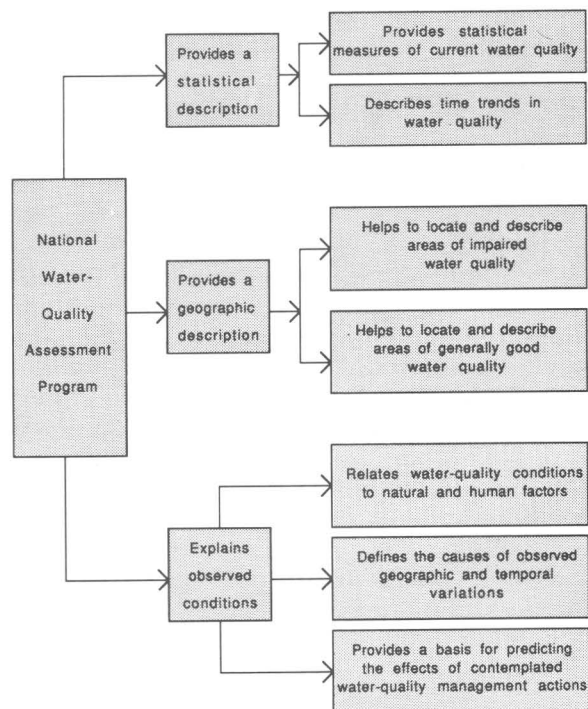 National
Water-
Quality
Assessment
Program
Provides a
statistical
description
Provides statistical
measures of current water quality
Describes time trends in
water quality
Provides a
geographic
description
Helps to locate and describe
areas of impaired
water quality
Helps to locate and describe
areas of generally good
water quality
Explains
observed
conditions
Relates water-quality conditions
to natural and human factors
Defines the causes of observed
geographic and temporal
variations
Provides a basis for predicting
the effects of contemplated
water-quality management actions